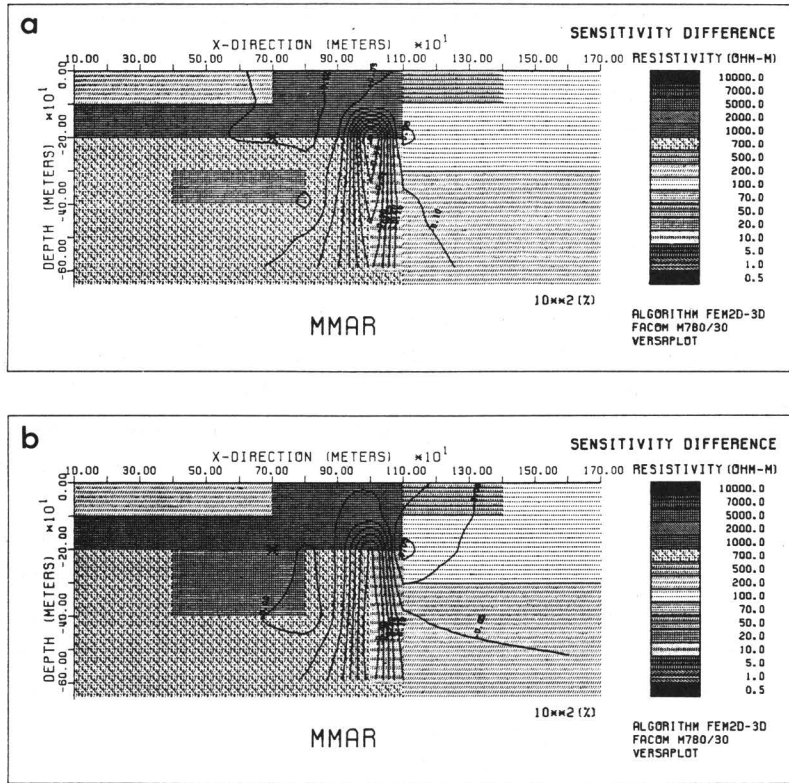 a
SENSITIVITY DIFFERENCE
X-DIRECTION (METERS) ×10¹
RESISTIVITY (OHM-M)
10.00 30.00 50.00 70.00 90.00 110.00 130.00 150.00 170.00
0.00
-20.00
-40.00
-60.00
DEPTH (METERS) ×10¹
10000.0
7000.0
5000.0
2000.0
1000.0
700.0
500.0
200.0
100.0
70.0
50.0
20.0
10.0
5.0
1.0
0.5
0.10
10**2 (%)
MMAR
ALGORITHM FEM2D-3D
FACOM M780/30
VERSAPLOT
b
SENSITIVITY DIFFERENCE
X-DIRECTION (METERS) ×10¹
RESISTIVITY (OHM-M)
10.00 30.00 50.00 70.00 90.00 110.00 130.00 150.00 170.00
0.00
-20.00
-40.00
-60.00
DEPTH (METERS) ×10¹
10000.0
7000.0
5000.0
2000.0
1000.0
700.0
500.0
200.0
100.0
70.0
50.0
20.0
10.0
5.0
1.0
0.5
10**2 (%)
MMAR
ALGORITHM FEM2D-3D
FACOM M780/30
VERSAPLOT